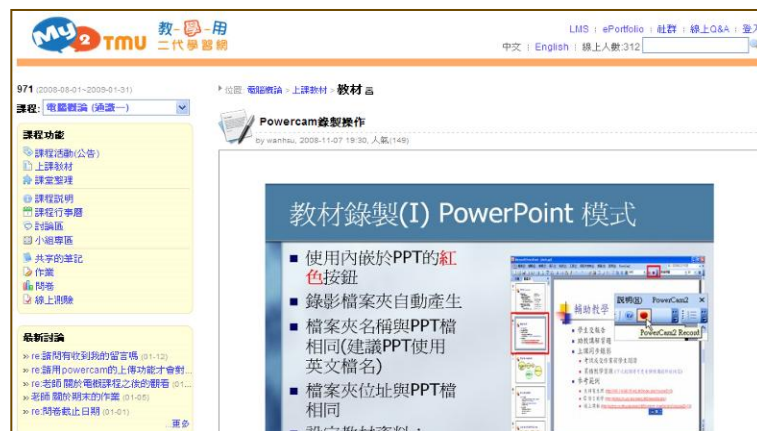 My2TMU 教-學-用
二代學習網
LMS | ePortfolio | 社群 | 線上Q&A | 登入
中文 | English | 線上人數:312
971 (2008-08-01~2009-01-31)
課程: 電腦概論 (通識一)
課程功能
課程活動(公告)
上課教材
課堂整理
課程說明
課程行事曆
討論區
小組專區
共享的筆記
作業
問卷
線上測驗
最新討論
» re:請問有收到我的留言嗎 (01-12)
» re:請用powercam的上傳功能才會對...
» re:老師 關於電概課程之後的觀看 (01...
» 老師 關於期末的作業 (01-05)
» re:問卷截止日期 (01-01)
...更多
位置: 電腦概論 > 上課教材 > 教材
Powercam錄製操作
by wanhsu, 2008-11-07 19:30, 人氣(149)
教材錄製(I) PowerPoint 模式
使用內嵌於PPT的紅
色按鈕
錄影檔案夾自動產生
檔案夾名稱與PPT檔
相同(建議PPT使用
英文檔名)
檔案夾位址與PPT檔
相同
設定教材資料：
輔助教學
說明(H) PowerCam2 ×
PowerCam2 Record